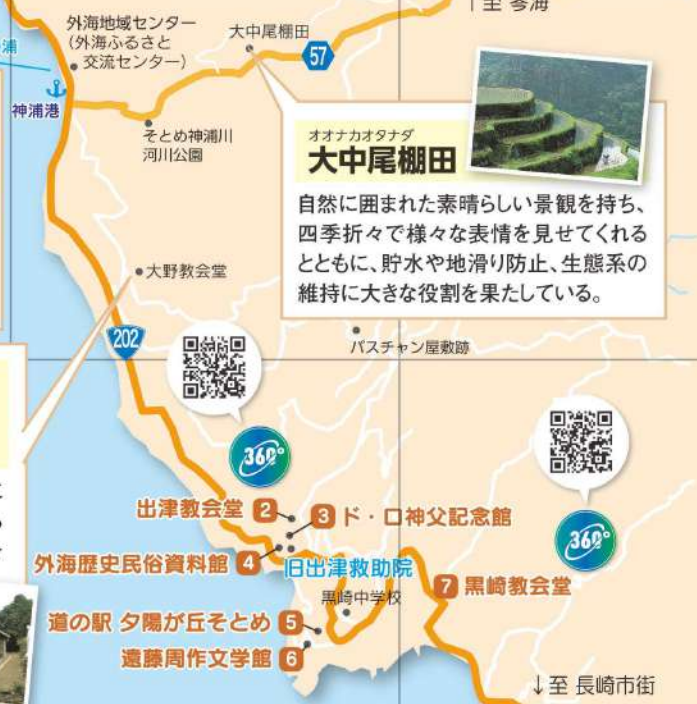 ↑至 琴海
外海地域センター
(外海ふるさと
交流センター)
大中尾棚田
浦
57
神浦港
そとめ神浦川
河川公園
オオナカオタナダ
大中尾棚田
自然に囲まれた素晴らしい景観を持ち、
四季折々で様々な表情を見せてくれる
とともに、貯水や地滑り防止、生態系の
維持に大きな役割を果たしている。
大野教会堂
202
バスチャン屋敷跡
360°
360°
出津教会堂 2
3 ド・ロ神父記念館
外海歴史民俗資料館 4
旧出津救助院
黒崎中学校
7 黒崎教会堂
道の駅 夕陽が丘そとめ 5
遠藤周作文学館 6
↓至 長崎市街